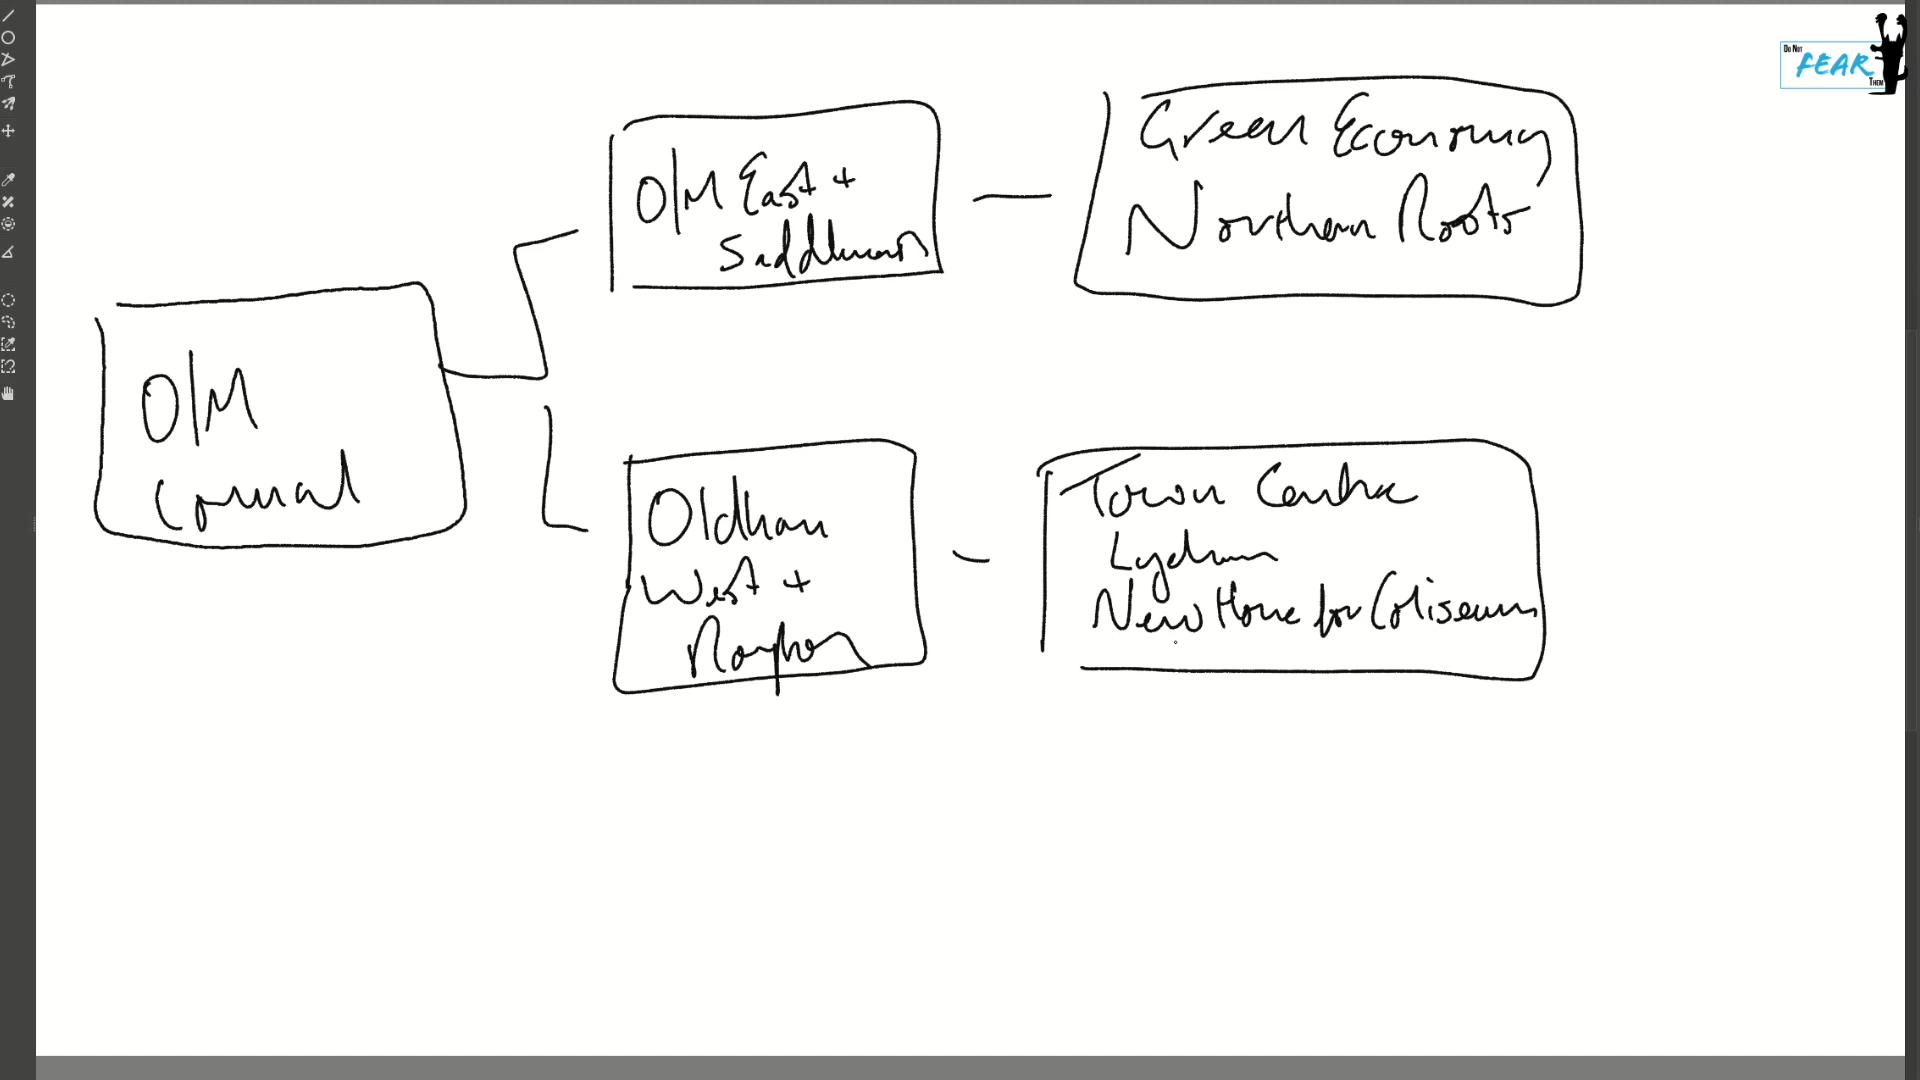 O/M
Council
O/M East +
Saddleworth
Green Economy
Northern Roots
Oldham
West +
Royton
Town Centre
Lyceum
New Home for Coliseum
DO NOT
FEAR
THEM